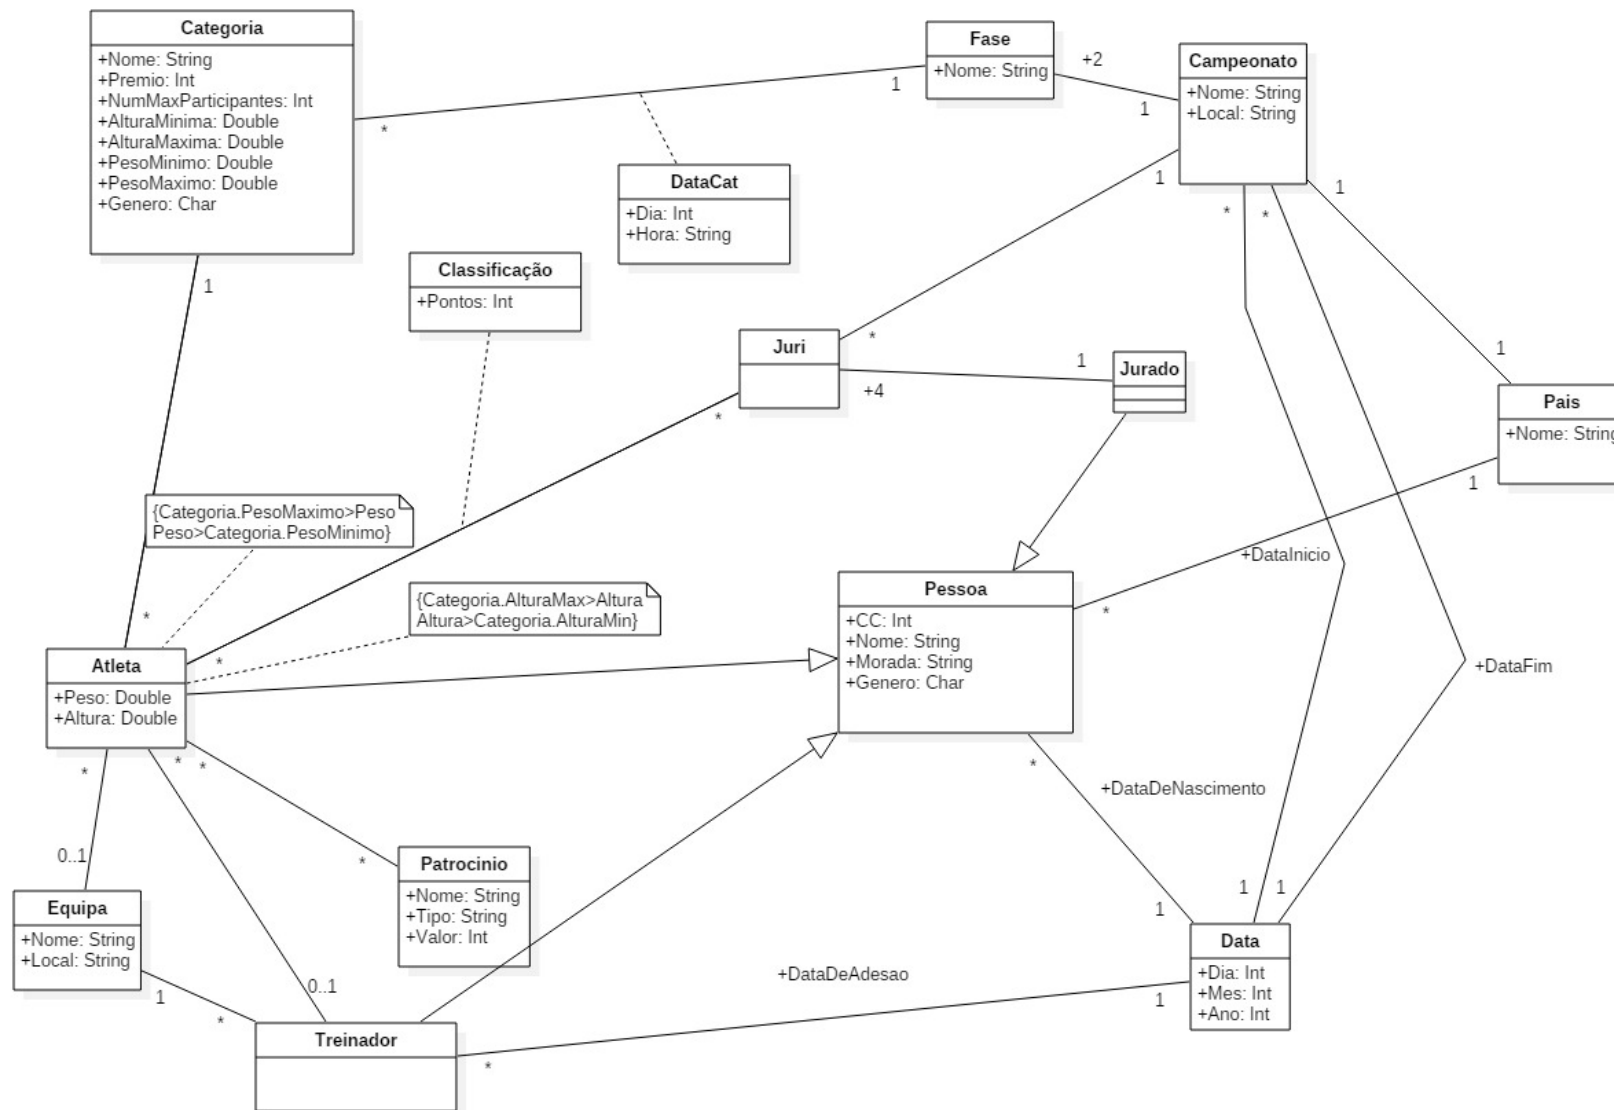 Categoria
+Nome: String
+Premio: Int
+NumMaxParticipantes: Int
+AlturaMinima: Double
+AlturaMaxima: Double
+PesoMinimo: Double
+PesoMaximo: Double
+Genero: Char
Fase
+Nome: String
Campeonato
+Nome: String
+Local: String
+2
1
1
*
DataCat
+Dia: Int
+Hora: String
1
1
*
*
Classificação
+Pontos: Int
1
Juri
*
+4
1
Jurado
1
Pais
+Nome: String
1
*
{Categoria.PesoMaximo>Peso
Peso>Categoria.PesoMinimo}
+DataInicio
{Categoria.AlturaMax>Altura
Altura>Categoria.AlturaMin}
Pessoa
+CC: Int
+Nome: String
+Morada: String
+Genero: Char
*
*
*
+DataFim
Atleta
+Peso: Double
+Altura: Double
*
*
*
*
+DataDeNascimento
0..1
*
Patrocinio
+Nome: String
+Tipo: String
+Valor: Int
1
1
1
Equipa
+Nome: String
+Local: String
Data
+Dia: Int
+Mes: Int
+Ano: Int
+DataDeAdesao
1
0..1
1
*
Treinador
*